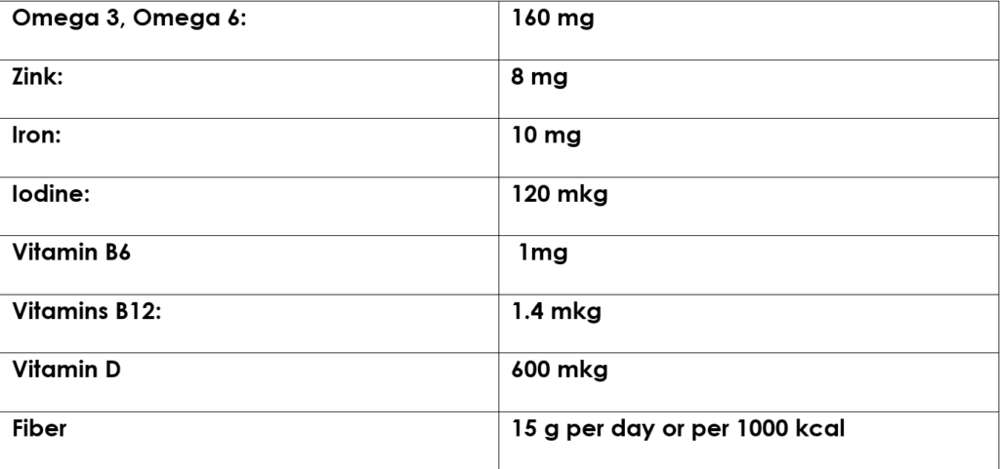 Omega 3, Omega 6: 160 mg
Zink: 8 mg
Iron: 10 mg
Iodine: 120 mkg
Vitamin B6 1mg
Vitamins B12: 1.4 mkg
Vitamin D 600 mkg
Fiber 15 g per day or per 1000 kcal